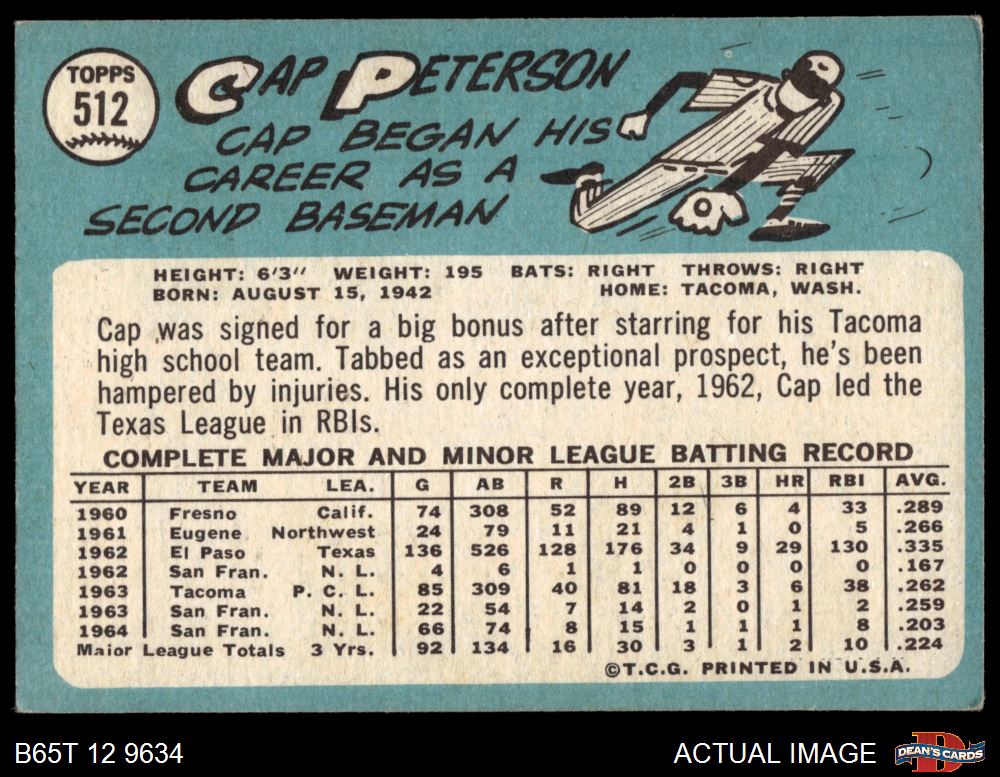 TOPPS
512
CAP PETERSON
CAP BEGAN HIS
CAREER AS A
SECOND BASEMAN
HEIGHT: 6'3" WEIGHT: 195 BATS: RIGHT THROWS: RIGHT
BORN: AUGUST 15, 1942 HOME: TACOMA, WASH.
Cap was signed for a big bonus after starring for his Tacoma
high school team. Tabbed as an exceptional prospect, he's been
hampered by injuries. His only complete year, 1962, Cap led the
Texas League in RBIs.
COMPLETE MAJOR AND MINOR LEAGUE BATTING RECORD
YEAR TEAM LEA. G AB R H 2B 3B HR RBI AVG.
1960 Fresno Calif. 74 308 52 89 12 6 4 33 .289
1961 Eugene Northwest 24 79 11 21 4 1 0 5 .266
1962 El Paso Texas 136 526 128 176 34 9 29 130 .335
1962 San Fran. N. L. 4 6 1 1 0 0 0 0 .167
1963 Tacoma P. C. L. 85 309 40 81 18 3 6 38 .262
1963 San Fran. N. L. 22 54 7 14 2 0 1 2 .259
1964 San Fran. N. L. 66 74 8 15 1 1 1 8 .203
Major League Totals 3 Yrs. 92 134 16 30 3 1 2 10 .224
©T.C.G. PRINTED IN U.S.A.
B65T 12 9634 ACTUAL IMAGE
DEAN'S CARDS